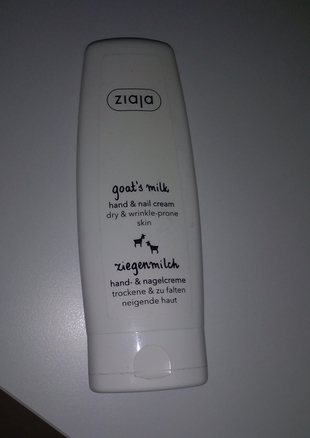 ziaja
goat's milk
hand & nail cream
dry & wrinkle-prone
skin
ziegenmilch
hand- & nagelcreme
trockene & zu falten
neigende haut